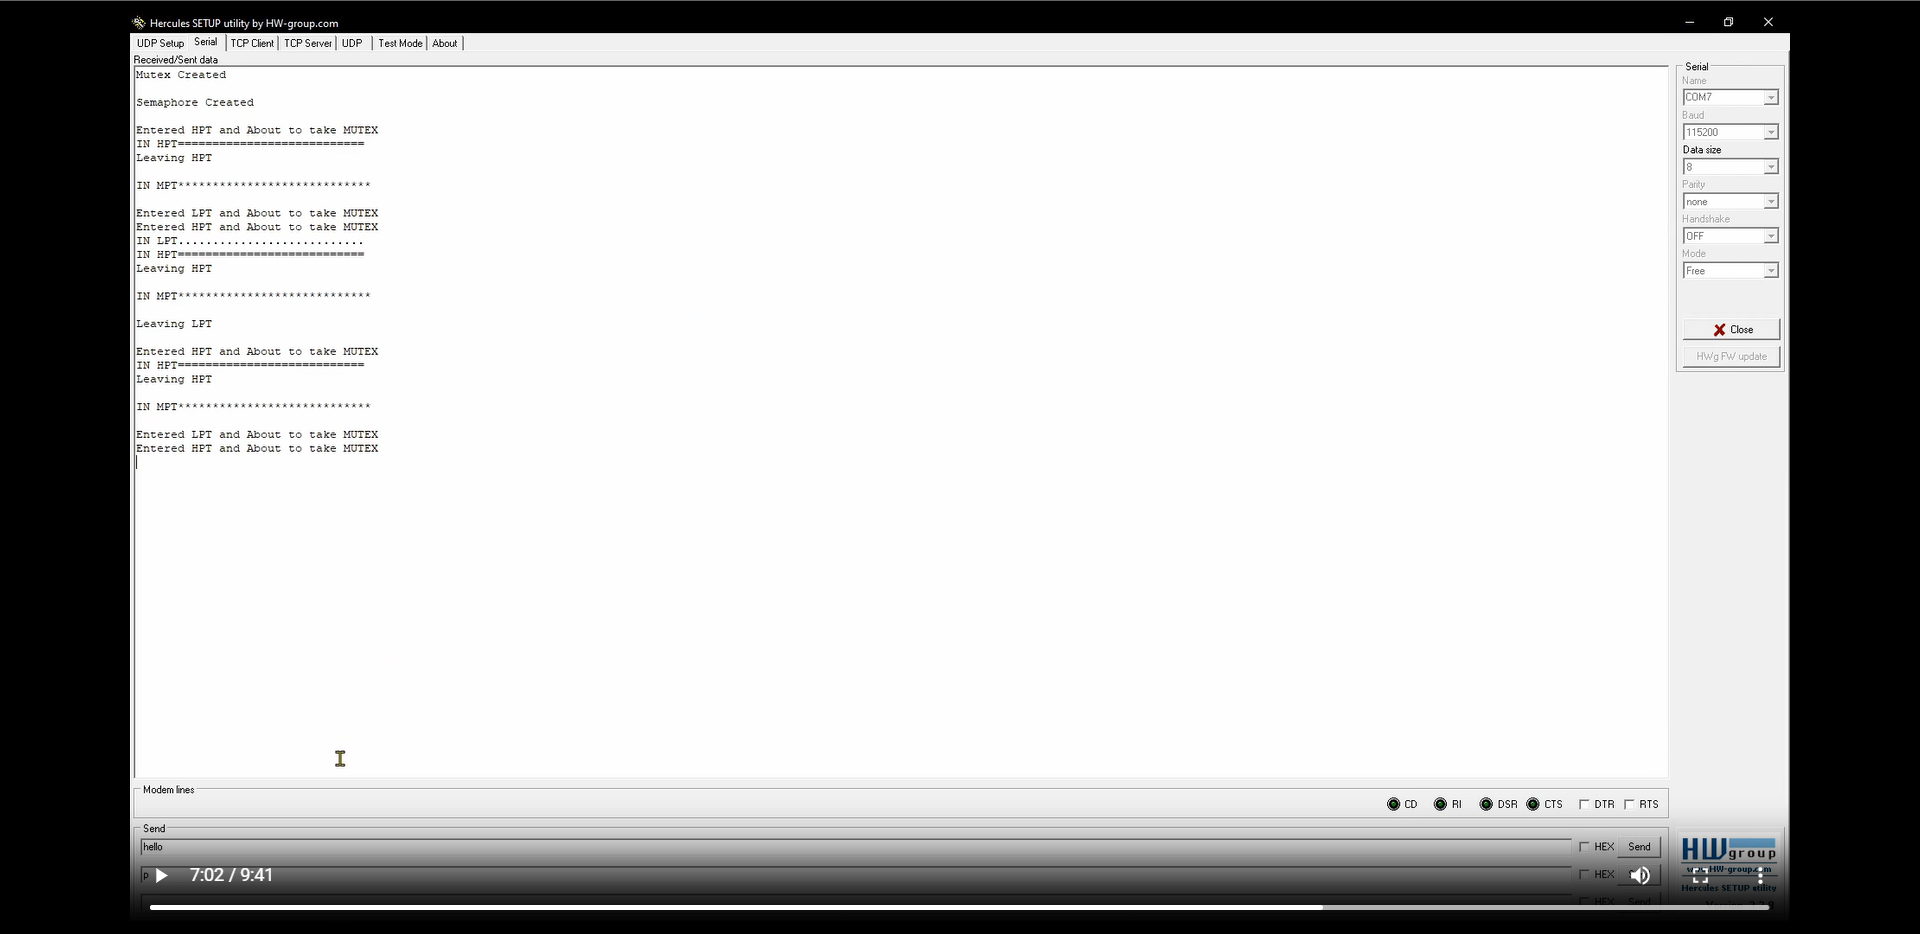 Hercules SETUP utility by HW-group.com
UDP Setup Serial TCP Client TCP Server UDP Test Mode About
Received/Sent data
Mutex Created
Semaphore Created
Entered HPT and About to take MUTEX
IN HPT===========================
Leaving HPT
IN MPT****************************
Entered LPT and About to take MUTEX
Entered HPT and About to take MUTEX
IN LPT...........................
IN HPT===========================
Leaving HPT
IN MPT****************************
Leaving LPT
Entered HPT and About to take MUTEX
IN HPT===========================
Leaving HPT
IN MPT****************************
Entered LPT and About to take MUTEX
Entered HPT and About to take MUTEX
Serial
Name
COM7
Baud
115200
Data size
8
Parity
none
Handshake
OFF
Mode
Free
Close
HWg FW update
Modem lines
CD RI DSR CTS DTR RTS
Send
hello
HEX Send
p
HEX
7:02 / 9:41
HEX Send
HW group
www.HW-group.com
Hercules SETUP utility